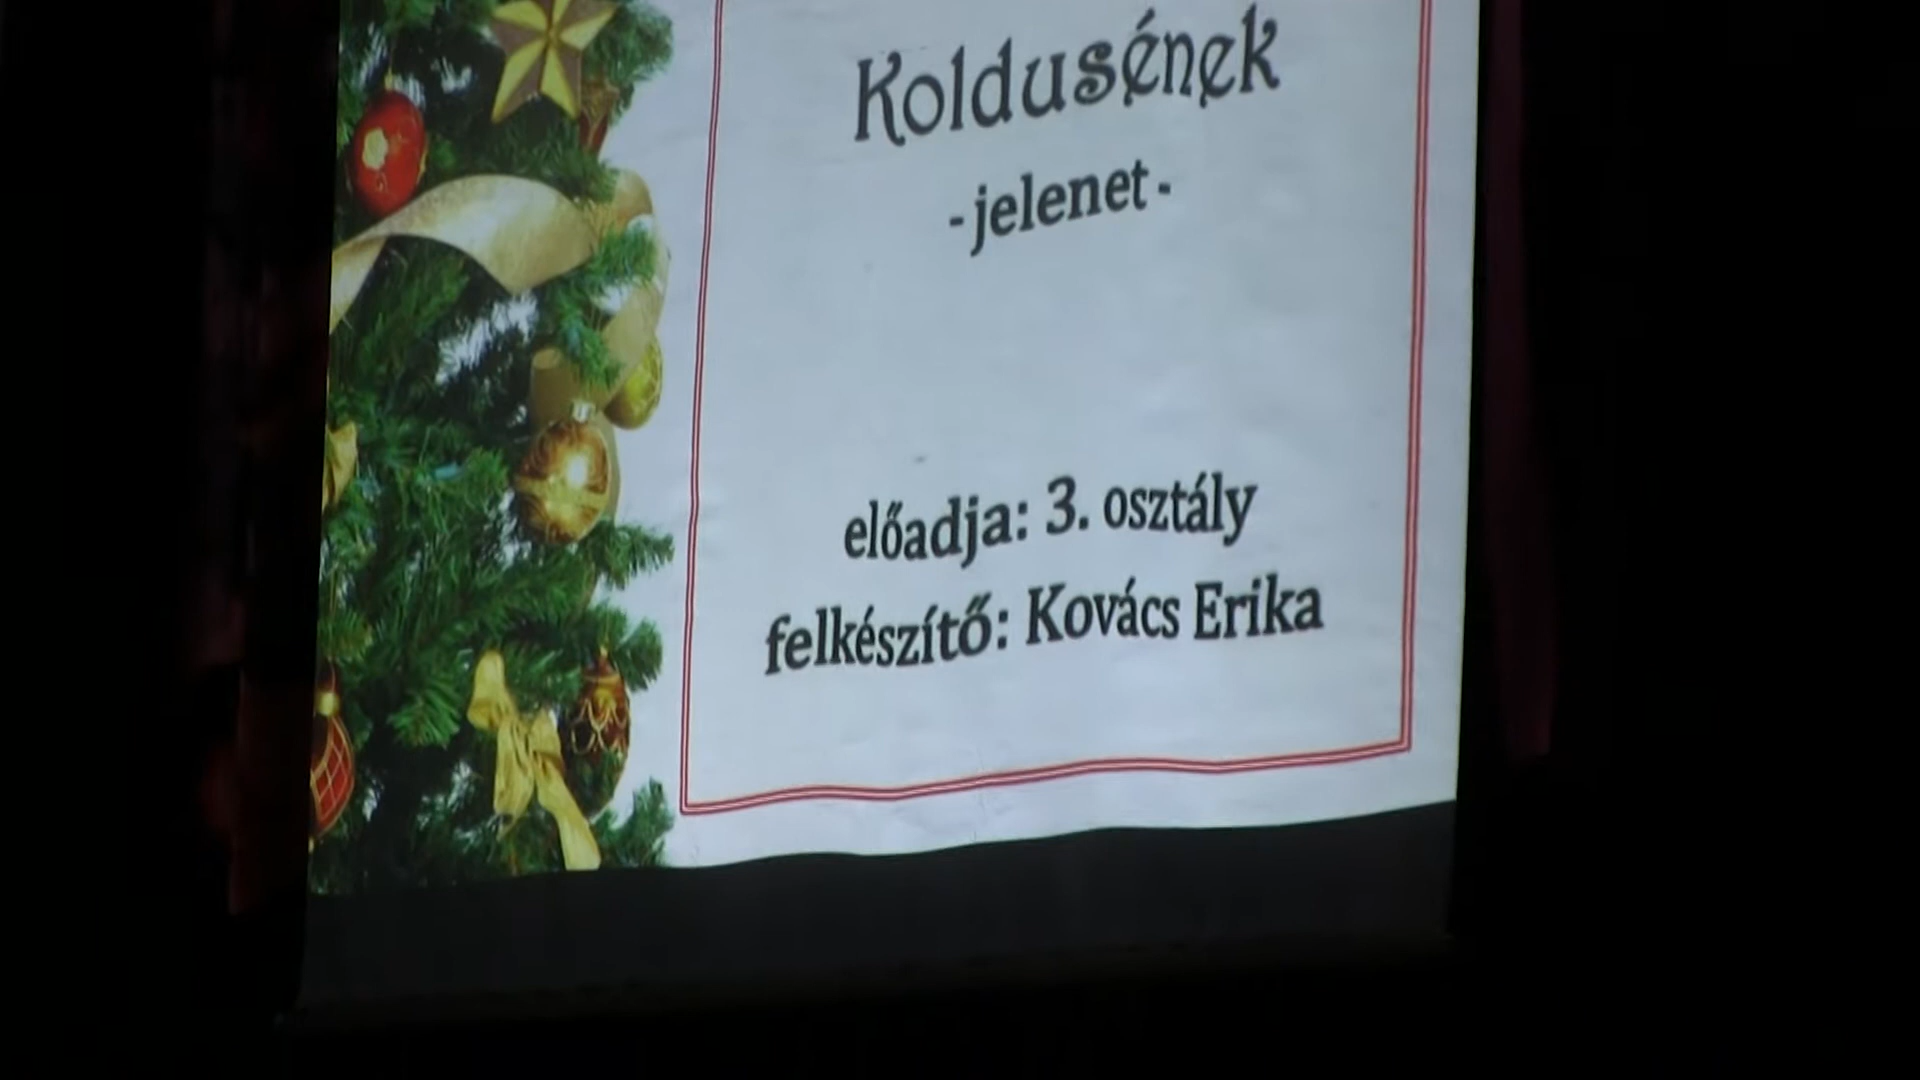 Koldusének
- jelenet -
előadja: 3. osztály
felkészítő: Kovács Erika